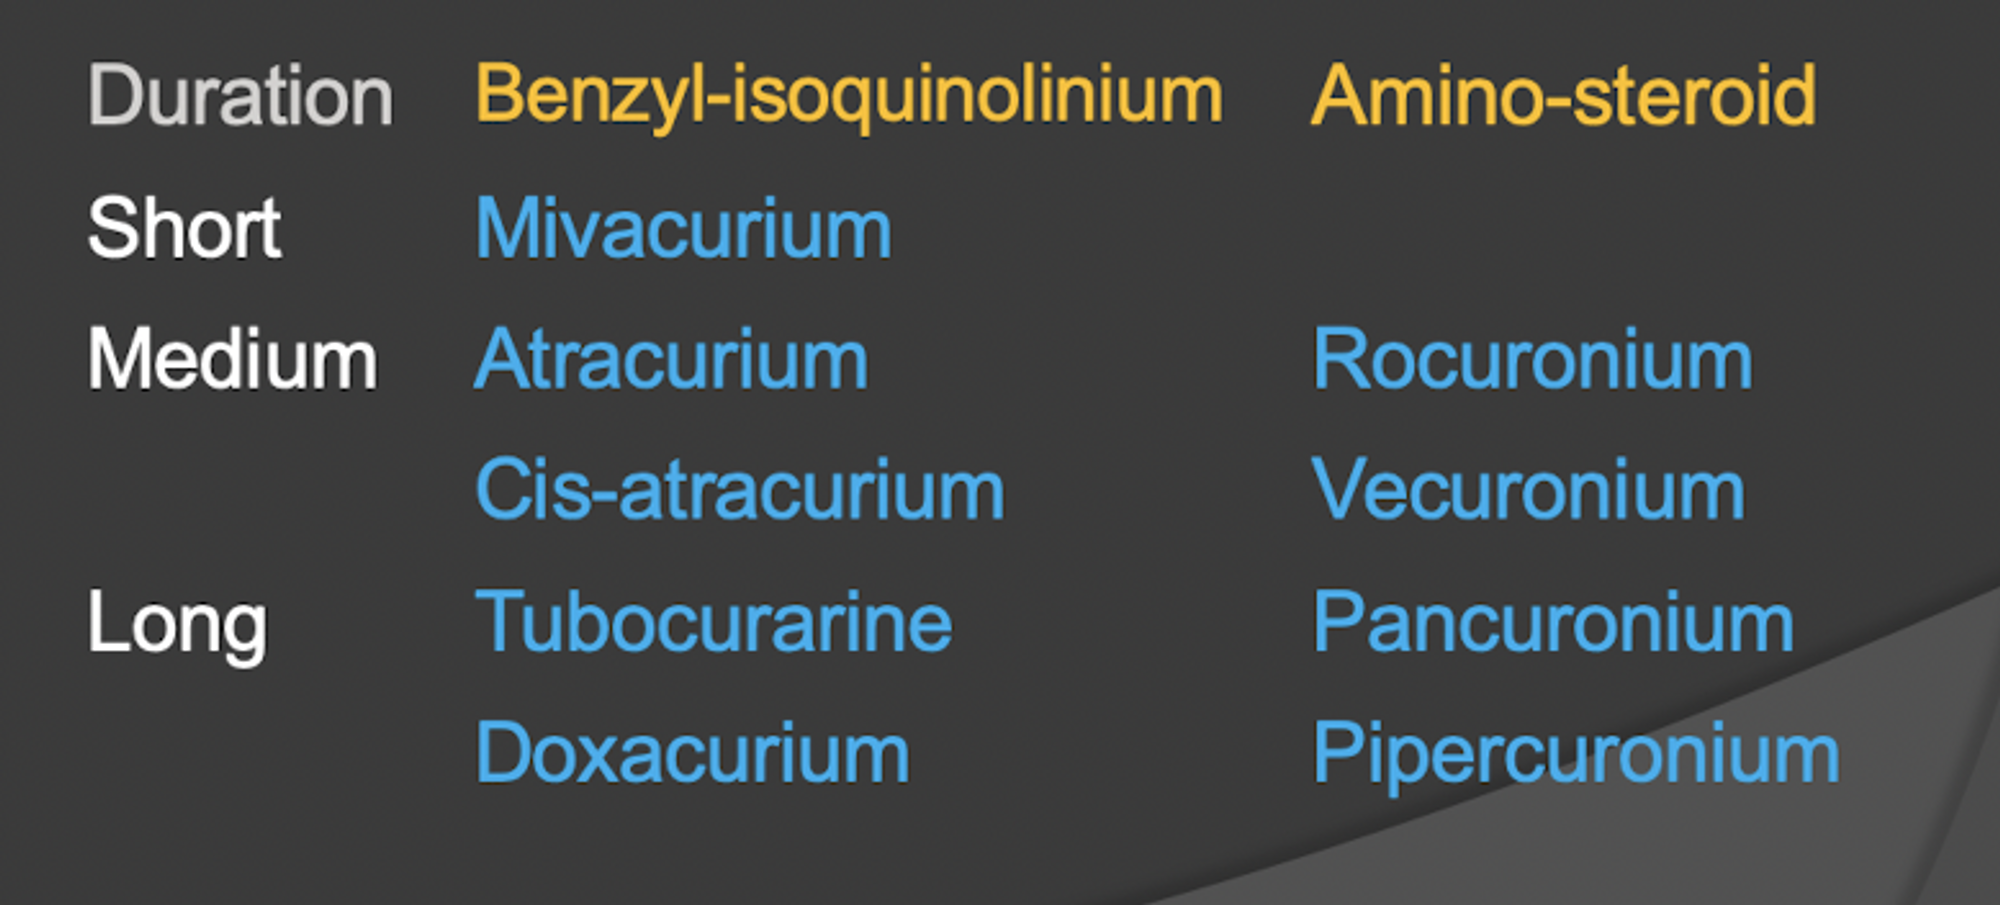 Duration Benzyl-isoquinolinium Amino-steroid
Short Mivacurium
Medium Atracurium Rocuronium
Cis-atracurium Vecuronium
Long Tubocurarine Pancuronium
Doxacurium Pipercuronium